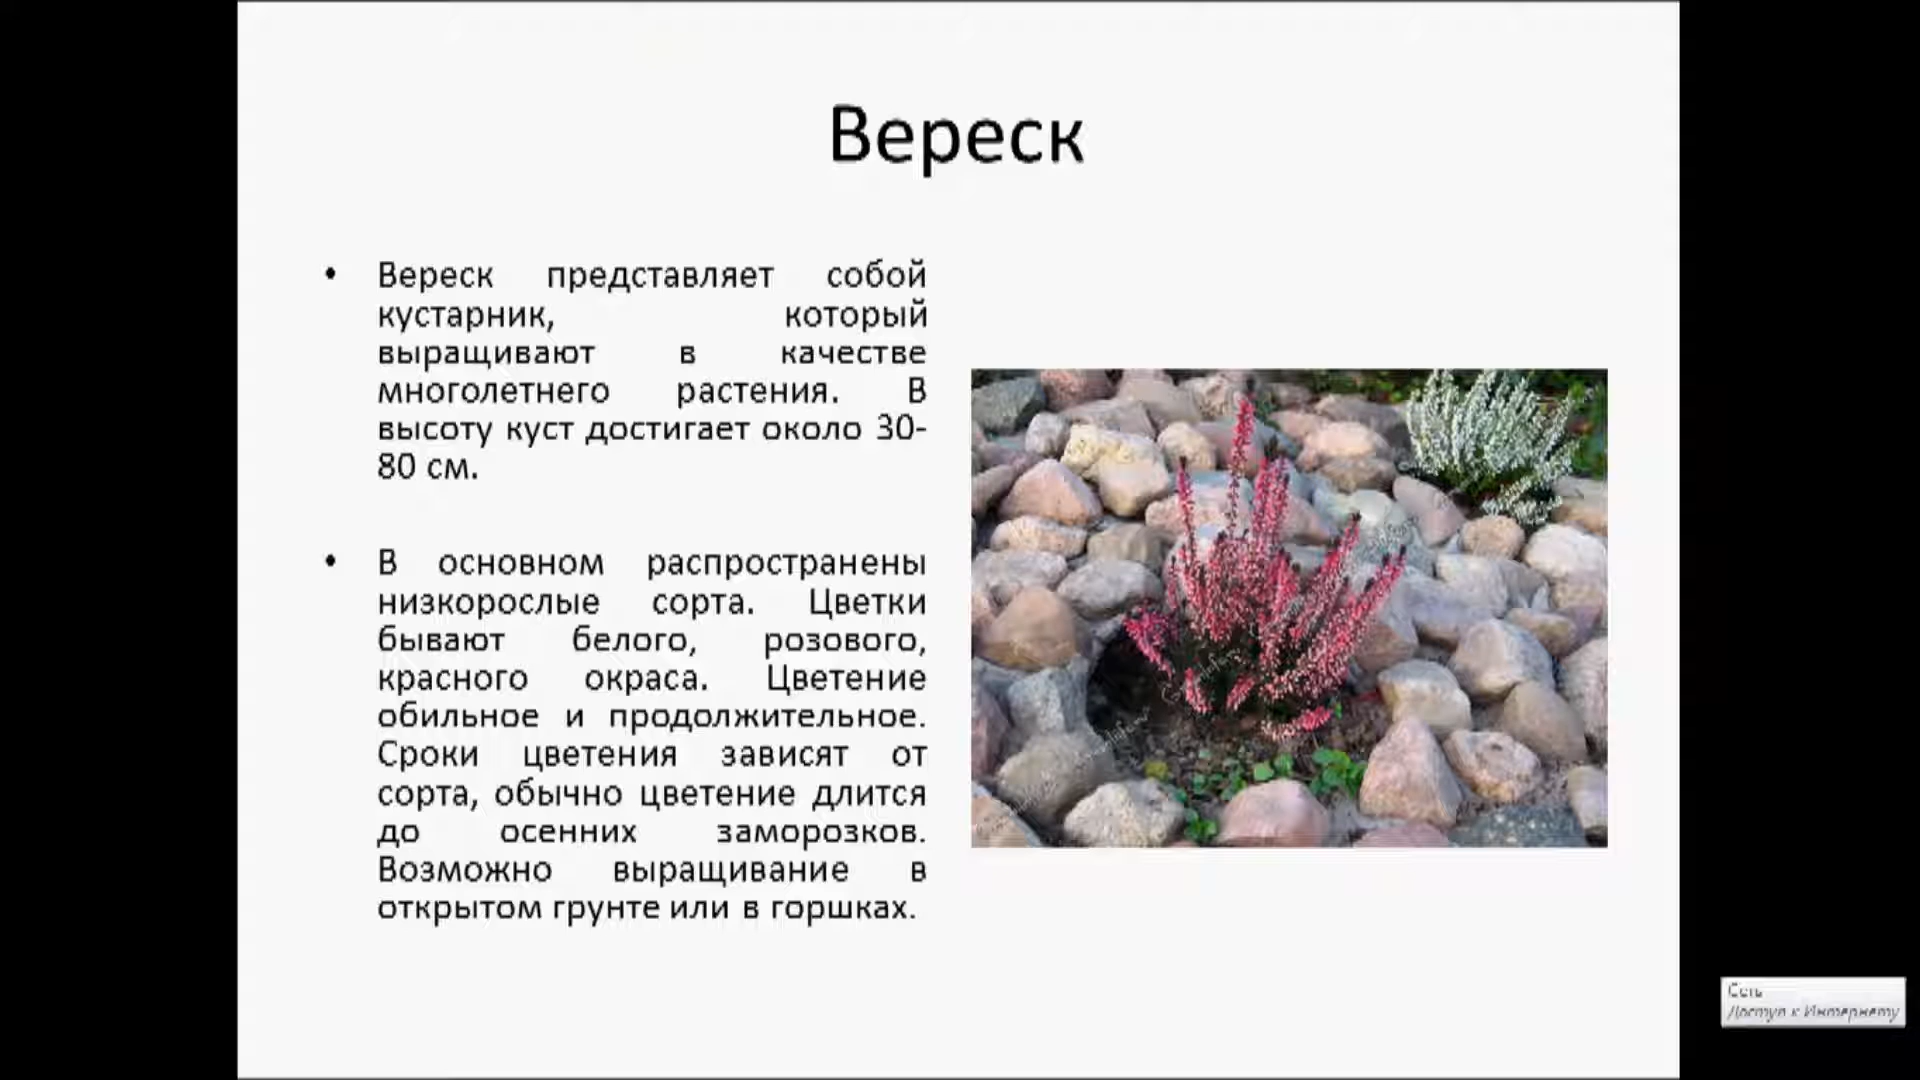 Вереск
• Вереск представляет собой
кустарник, который
выращивают в качестве
многолетнего растения. В
высоту куст достигает около 30-
80 см.
• В основном распространены
низкорослые сорта. Цветки
бывают белого, розового,
красного окраса. Цветение
обильное и продолжительное.
Сроки цветения зависят от
сорта, обычно цветение длится
до осенних заморозков.
Возможно выращивание в
открытом грунте или в горшках.
Сеть
Доступ к Интернету